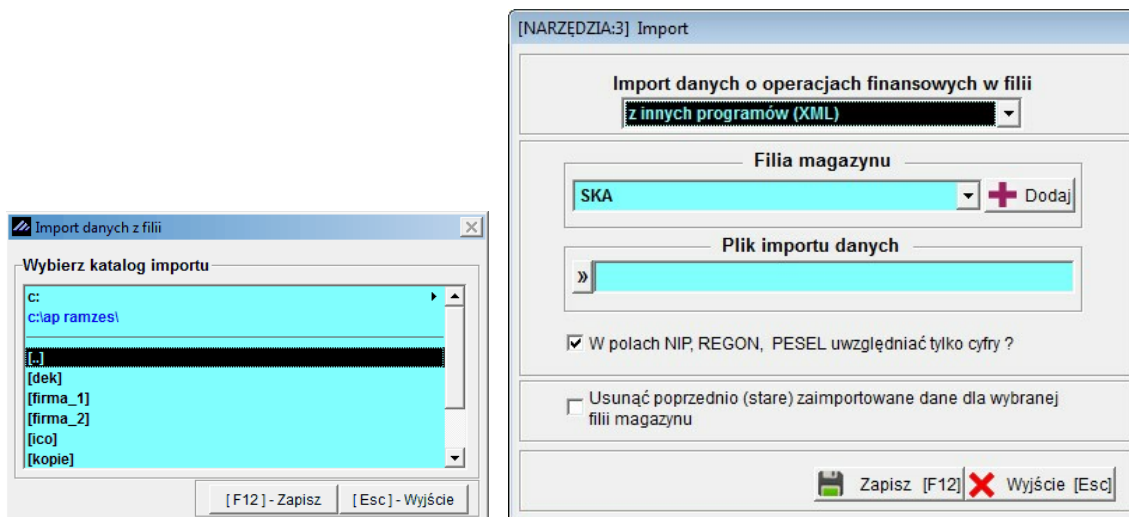 Import danych z filii
Wybierz katalog importu
c:
c:\ap ramzes\
[..]
[dek]
[firma_1]
[firma_2]
[ico]
[kopie]
[F12] - Zapisz [Esc] - Wyjście
[NARZĘDZIA:3] Import
Import danych o operacjach finansowych w filii
z innych programów (XML)
Filia magazynu
SKA
Dodaj
Plik importu danych
»
W polach NIP, REGON, PESEL uwzględniać tylko cyfry ?
Usunąć poprzednio (stare) zaimportowane dane dla wybranej
filii magazynu
Zapisz [F12] Wyjście [Esc]